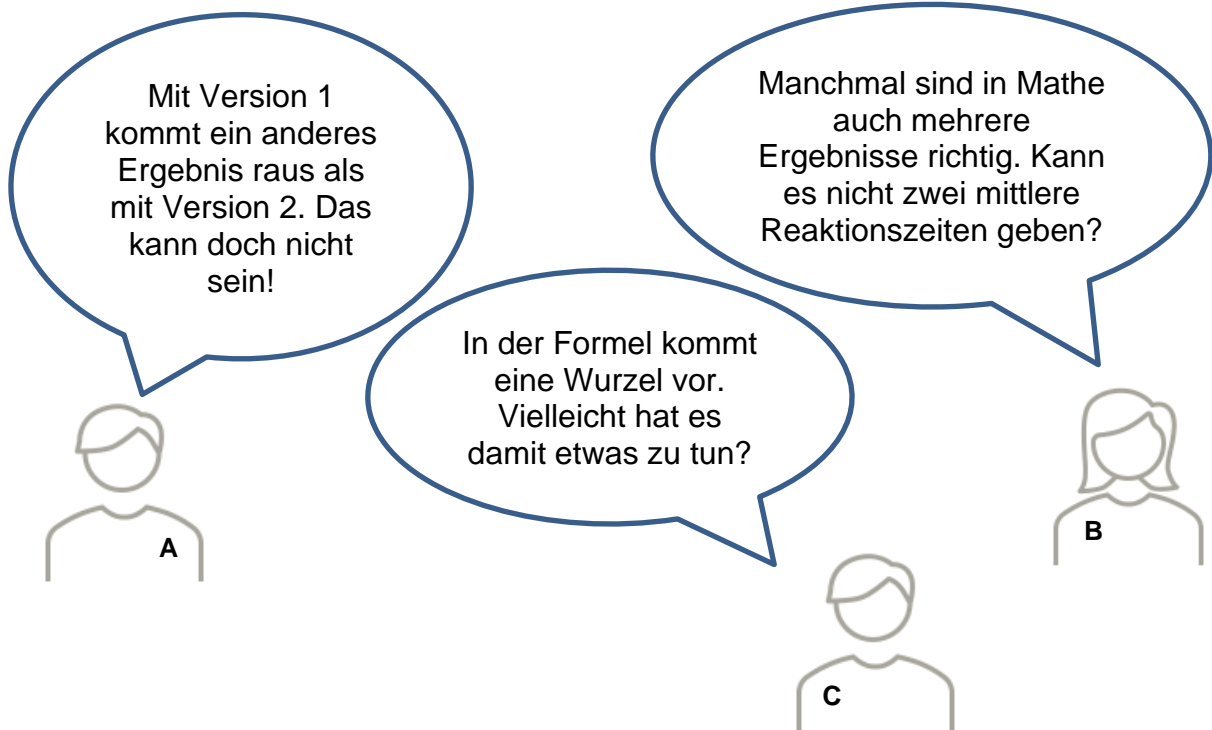 Mit Version 1
kommt ein anderes
Ergebnis raus als
mit Version 2. Das
kann doch nicht
sein!
Manchmal sind in Mathe
auch mehrere
Ergebnisse richtig. Kann
es nicht zwei mittlere
Reaktionszeiten geben?
In der Formel kommt
eine Wurzel vor.
Vielleicht hat es
damit etwas zu tun?
A
B
C